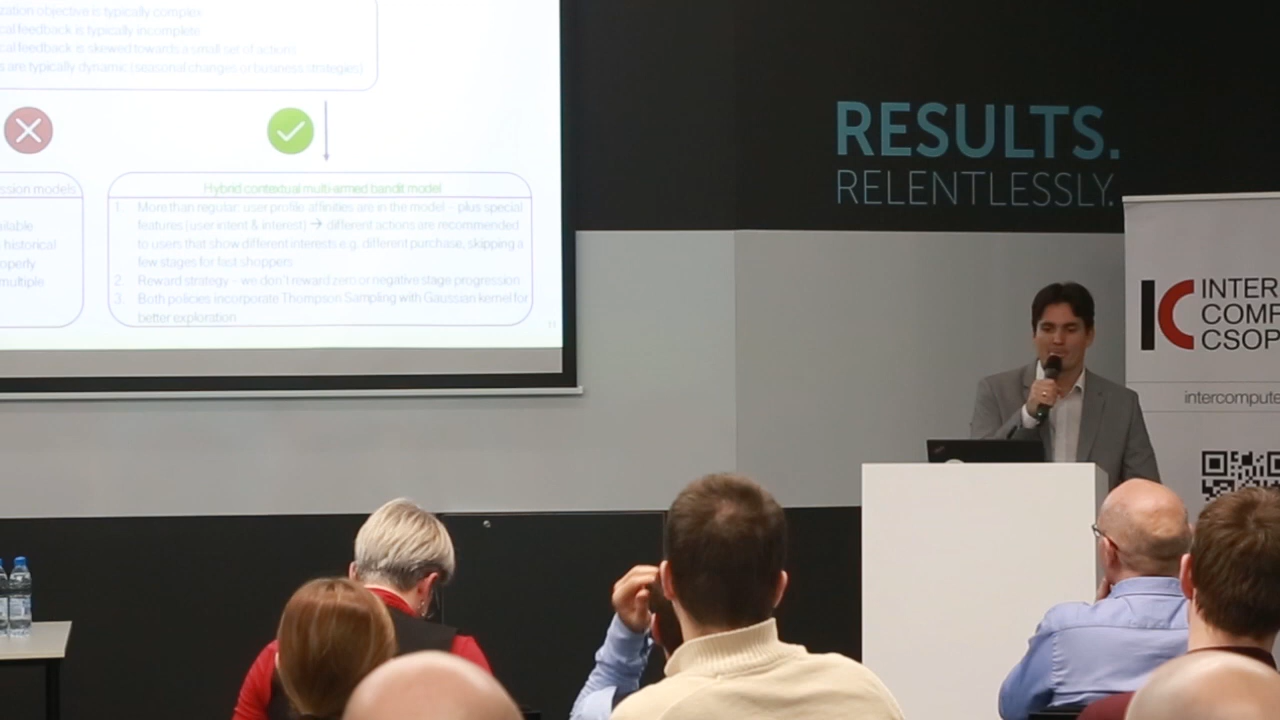 zation objective is typically complex
cal feedback is typically incomplete
cal feedback is skewed towards a small set of actions
s are typically dynamic (seasonal changes or business strategies)
ssion models
ilable
historical
operly
multiple
Hybrid contextual multi-armed bandit model
1. More than regular: user profile affinities are in the model – plus special
features (user intent & interest) → different actions are recommended
to users that show different interests e.g. different purchase, skipping a
few stages for fast shoppers
2. Reward strategy – we don't reward zero or negative stage progression
3. Both policies incorporate Thompson Sampling with Gaussian kernel for
better exploration
11
RESULTS.
RELENTLESSLY.
IC
INTER
COMP
CSOP
intercompute